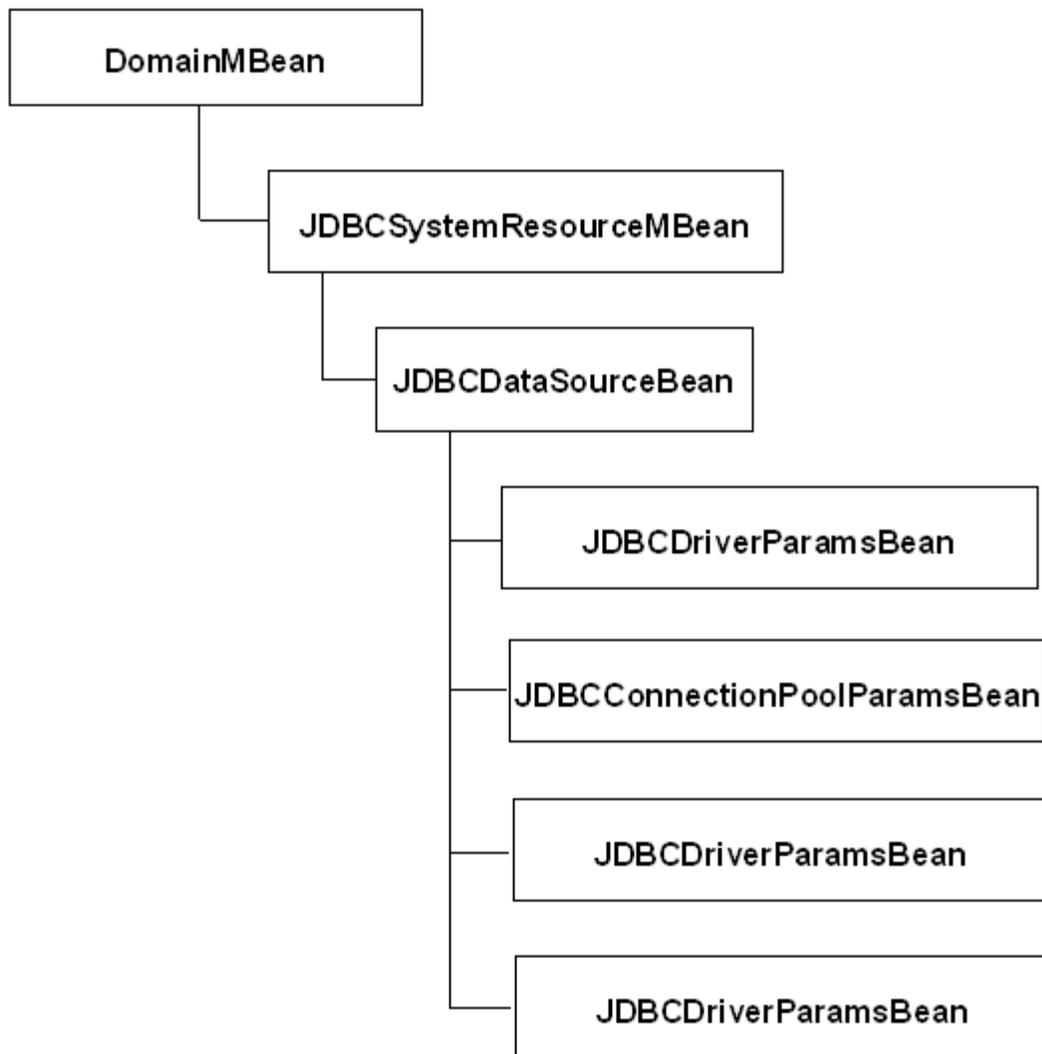 DomainMBean
JDBCSystemResourceMBean
JDBCDataSourceBean
JDBCDriverParamsBean
JDBCConnectionPoolParamsBean
JDBCDriverParamsBean
JDBCDriverParamsBean